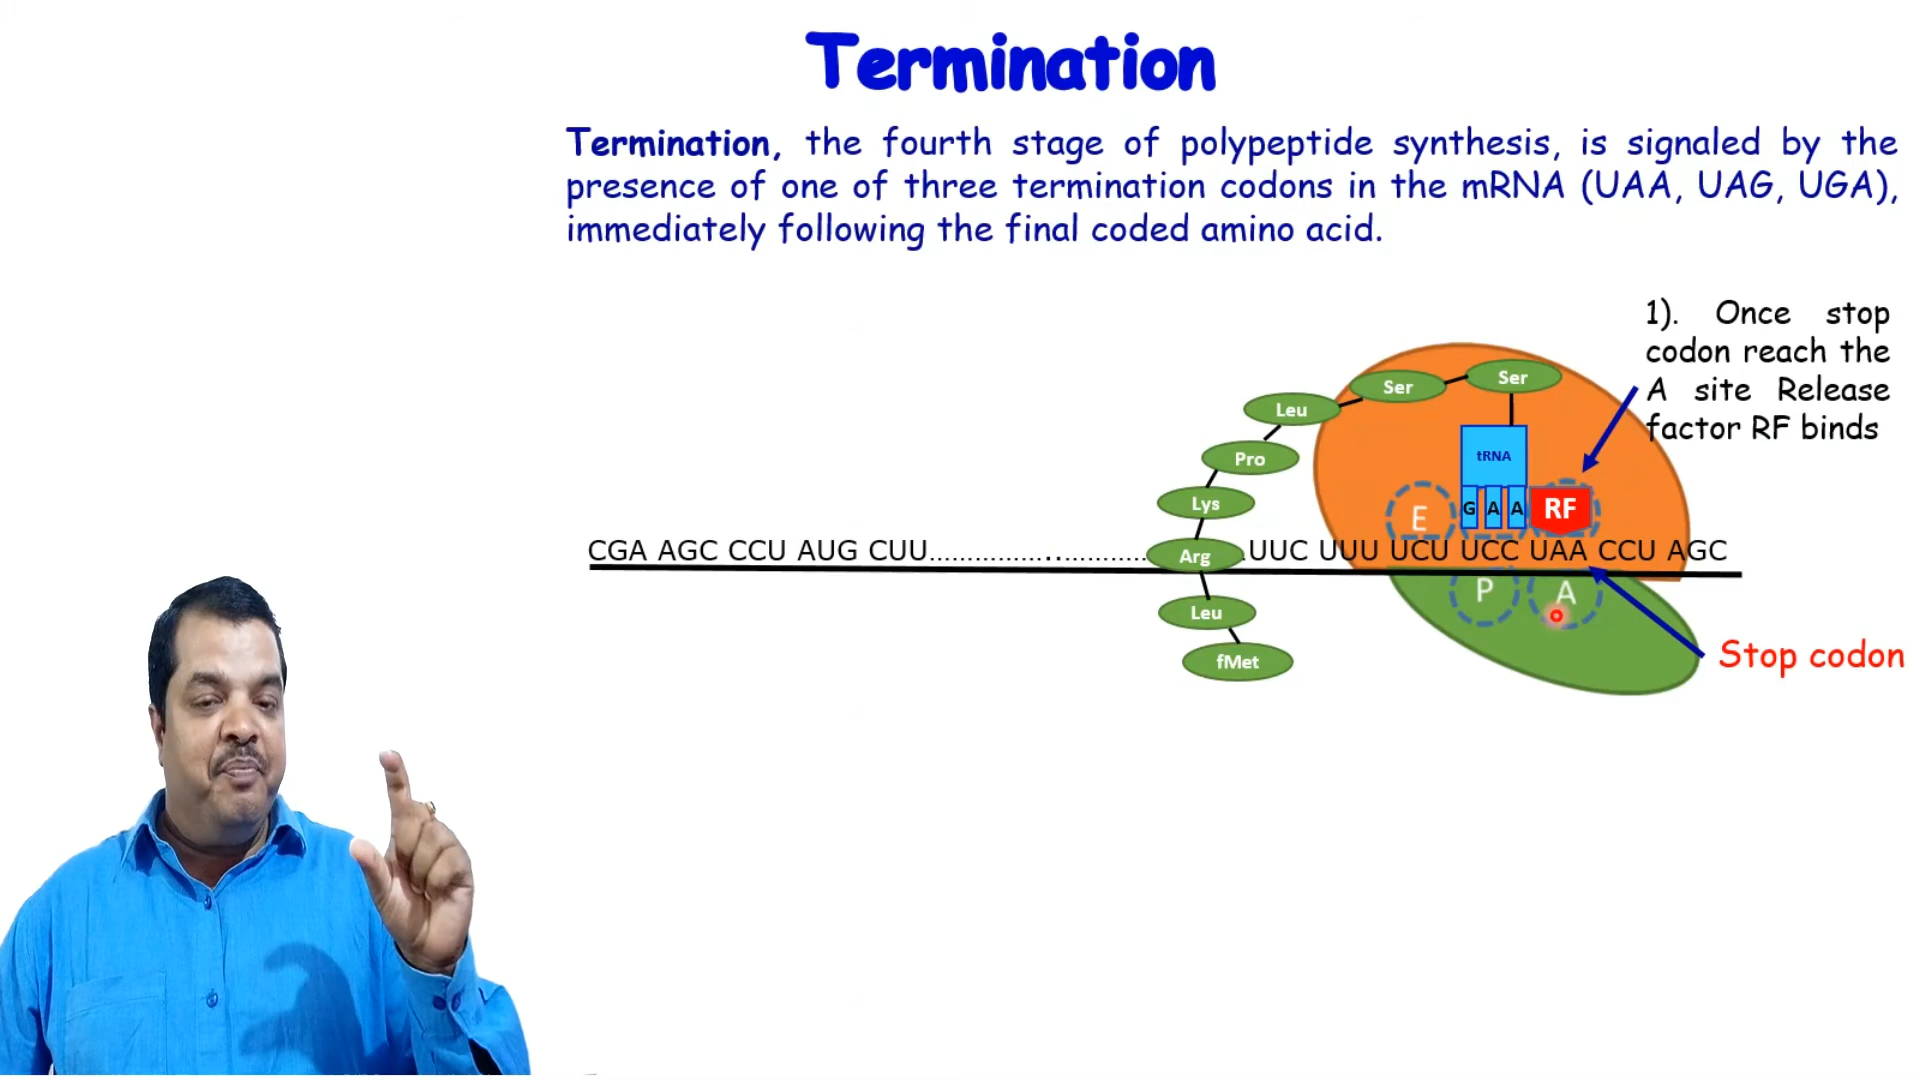 Termination
Termination, the fourth stage of polypeptide synthesis, is signaled by the
presence of one of three termination codons in the mRNA (UAA, UAG, UGA),
immediately following the final coded amino acid.
1). Once stop
codon reach the
A site Release
factor RF binds
Ser
Ser
Leu
Pro
Lys
Arg
Leu
fMet
tRNA
G A A
RF
E
CGA AGC CCU AUG CUU.............................UUC UUU UCU UCC UAA CCU AGC
P
A
Stop codon